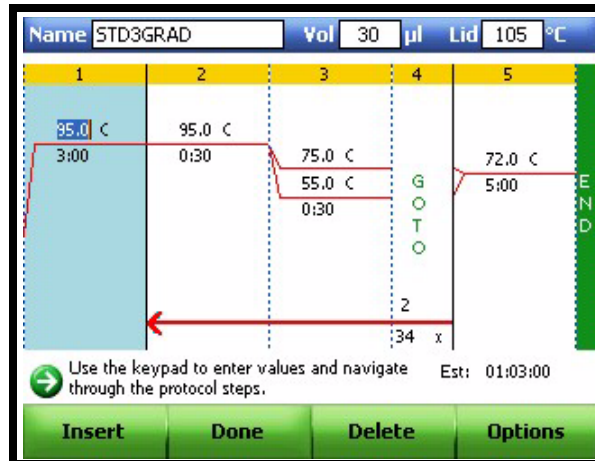 Name STD3GRAD Vol 30 µl Lid 105 °C
1 2 3 4 5
95.0 C 95.0 C
3:00 0:30
75.0 C
55.0 C
0:30
GOTO
72.0 C
5:00
END
2
34 x
Use the keypad to enter values and navigate
through the protocol steps.
Est: 01:03:00
Insert Done Delete Options